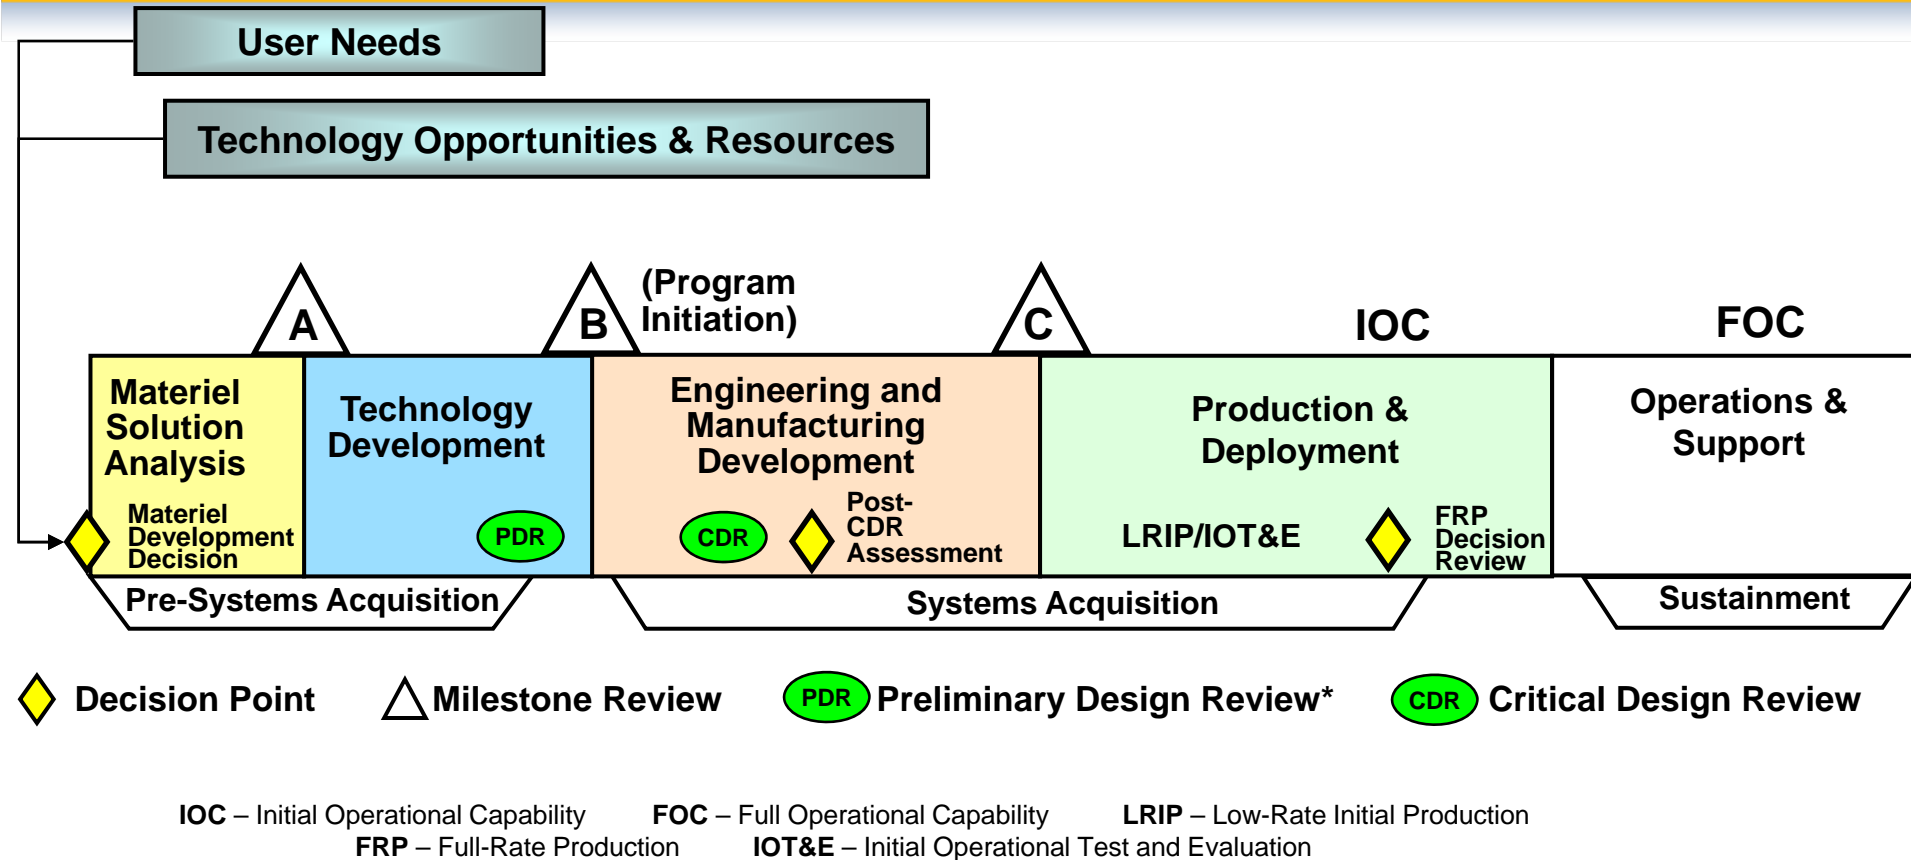 User Needs
Technology Opportunities & Resources
A
B
(Program
Initiation)
C
IOC
FOC
Materiel
Solution
Analysis
Materiel
Development
Decision
Technology
Development
PDR
Engineering and
Manufacturing
Development
CDR
Post-
CDR
Assessment
Production &
Deployment
LRIP/IOT&E
FRP
Decision
Review
Operations &
Support
Pre-Systems Acquisition
Systems Acquisition
Sustainment
Decision Point
Milestone Review
PDR Preliminary Design Review*
CDR Critical Design Review
IOC – Initial Operational Capability FOC – Full Operational Capability LRIP – Low-Rate Initial Production
FRP – Full-Rate Production IOT&E – Initial Operational Test and Evaluation